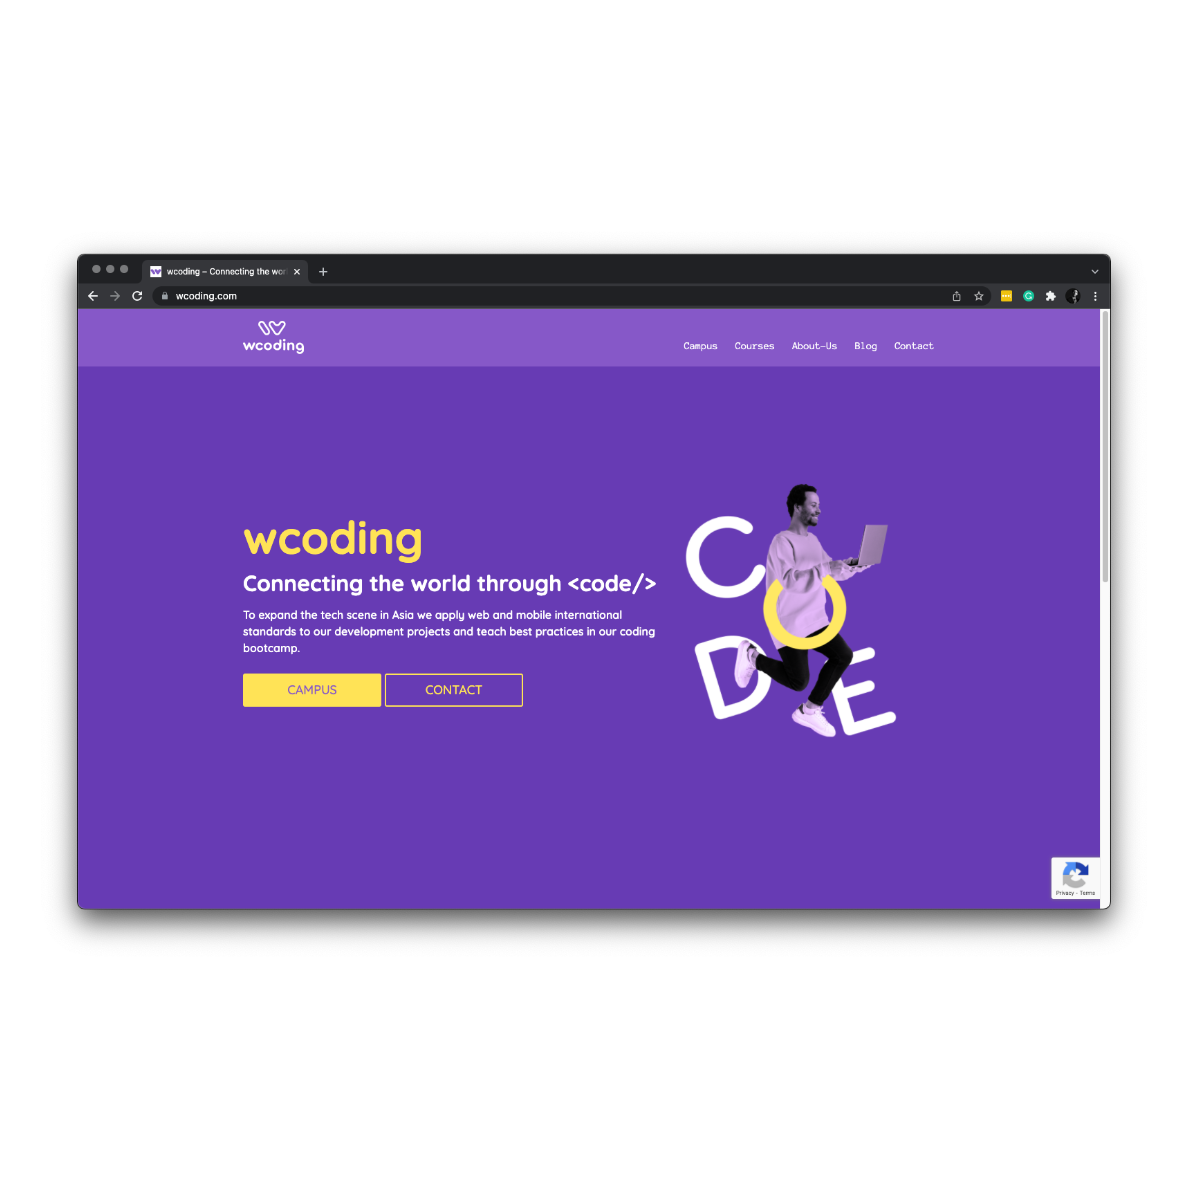 wcoding – Connecting the wor
wcoding.com
wcoding
Campus Courses About-Us Blog Contact
wcoding
Connecting the world through <code/>
To expand the tech scene in Asia we apply web and mobile international
standards to our development projects and teach best practices in our coding
bootcamp.
CAMPUS CONTACT
C
O
D E
Privacy - Terms